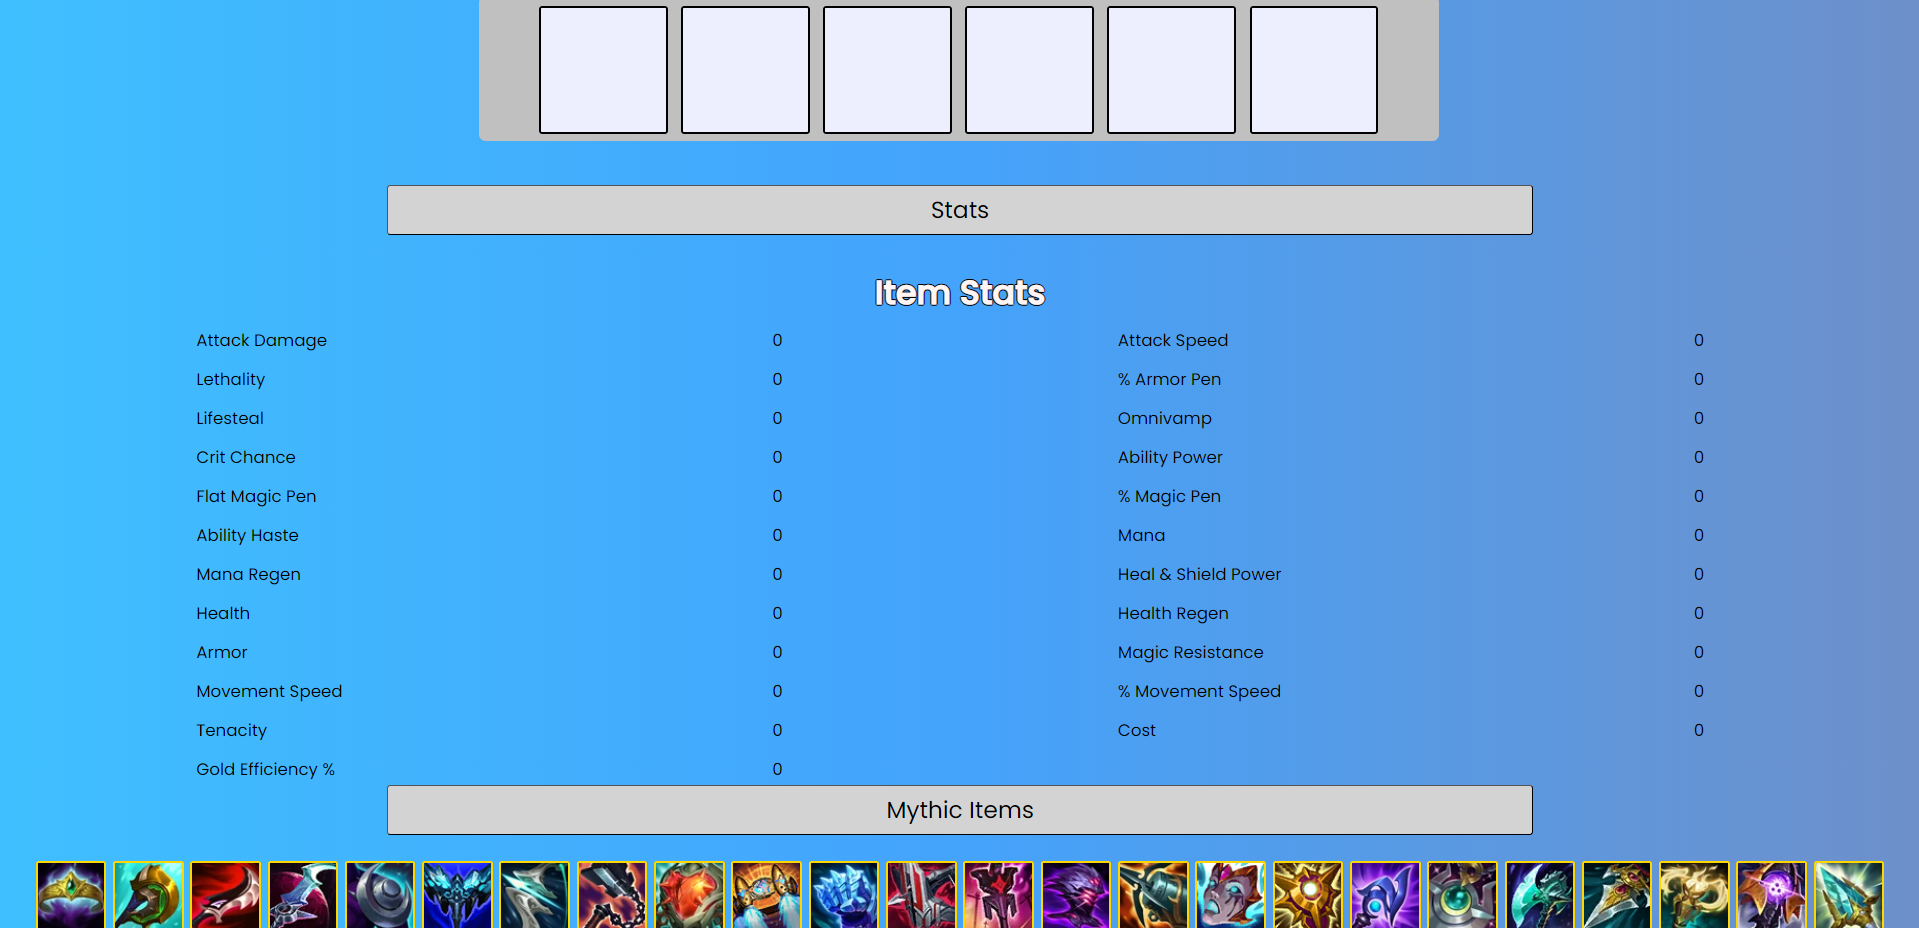 Stats
Item Stats
Attack Damage 0 Attack Speed 0
Lethality 0 % Armor Pen 0
Lifesteal 0 Omnivamp 0
Crit Chance 0 Ability Power 0
Flat Magic Pen 0 % Magic Pen 0
Ability Haste 0 Mana 0
Mana Regen 0 Heal & Shield Power 0
Health 0 Health Regen 0
Armor 0 Magic Resistance 0
Movement Speed 0 % Movement Speed 0
Tenacity 0 Cost 0
Gold Efficiency % 0
Mythic Items